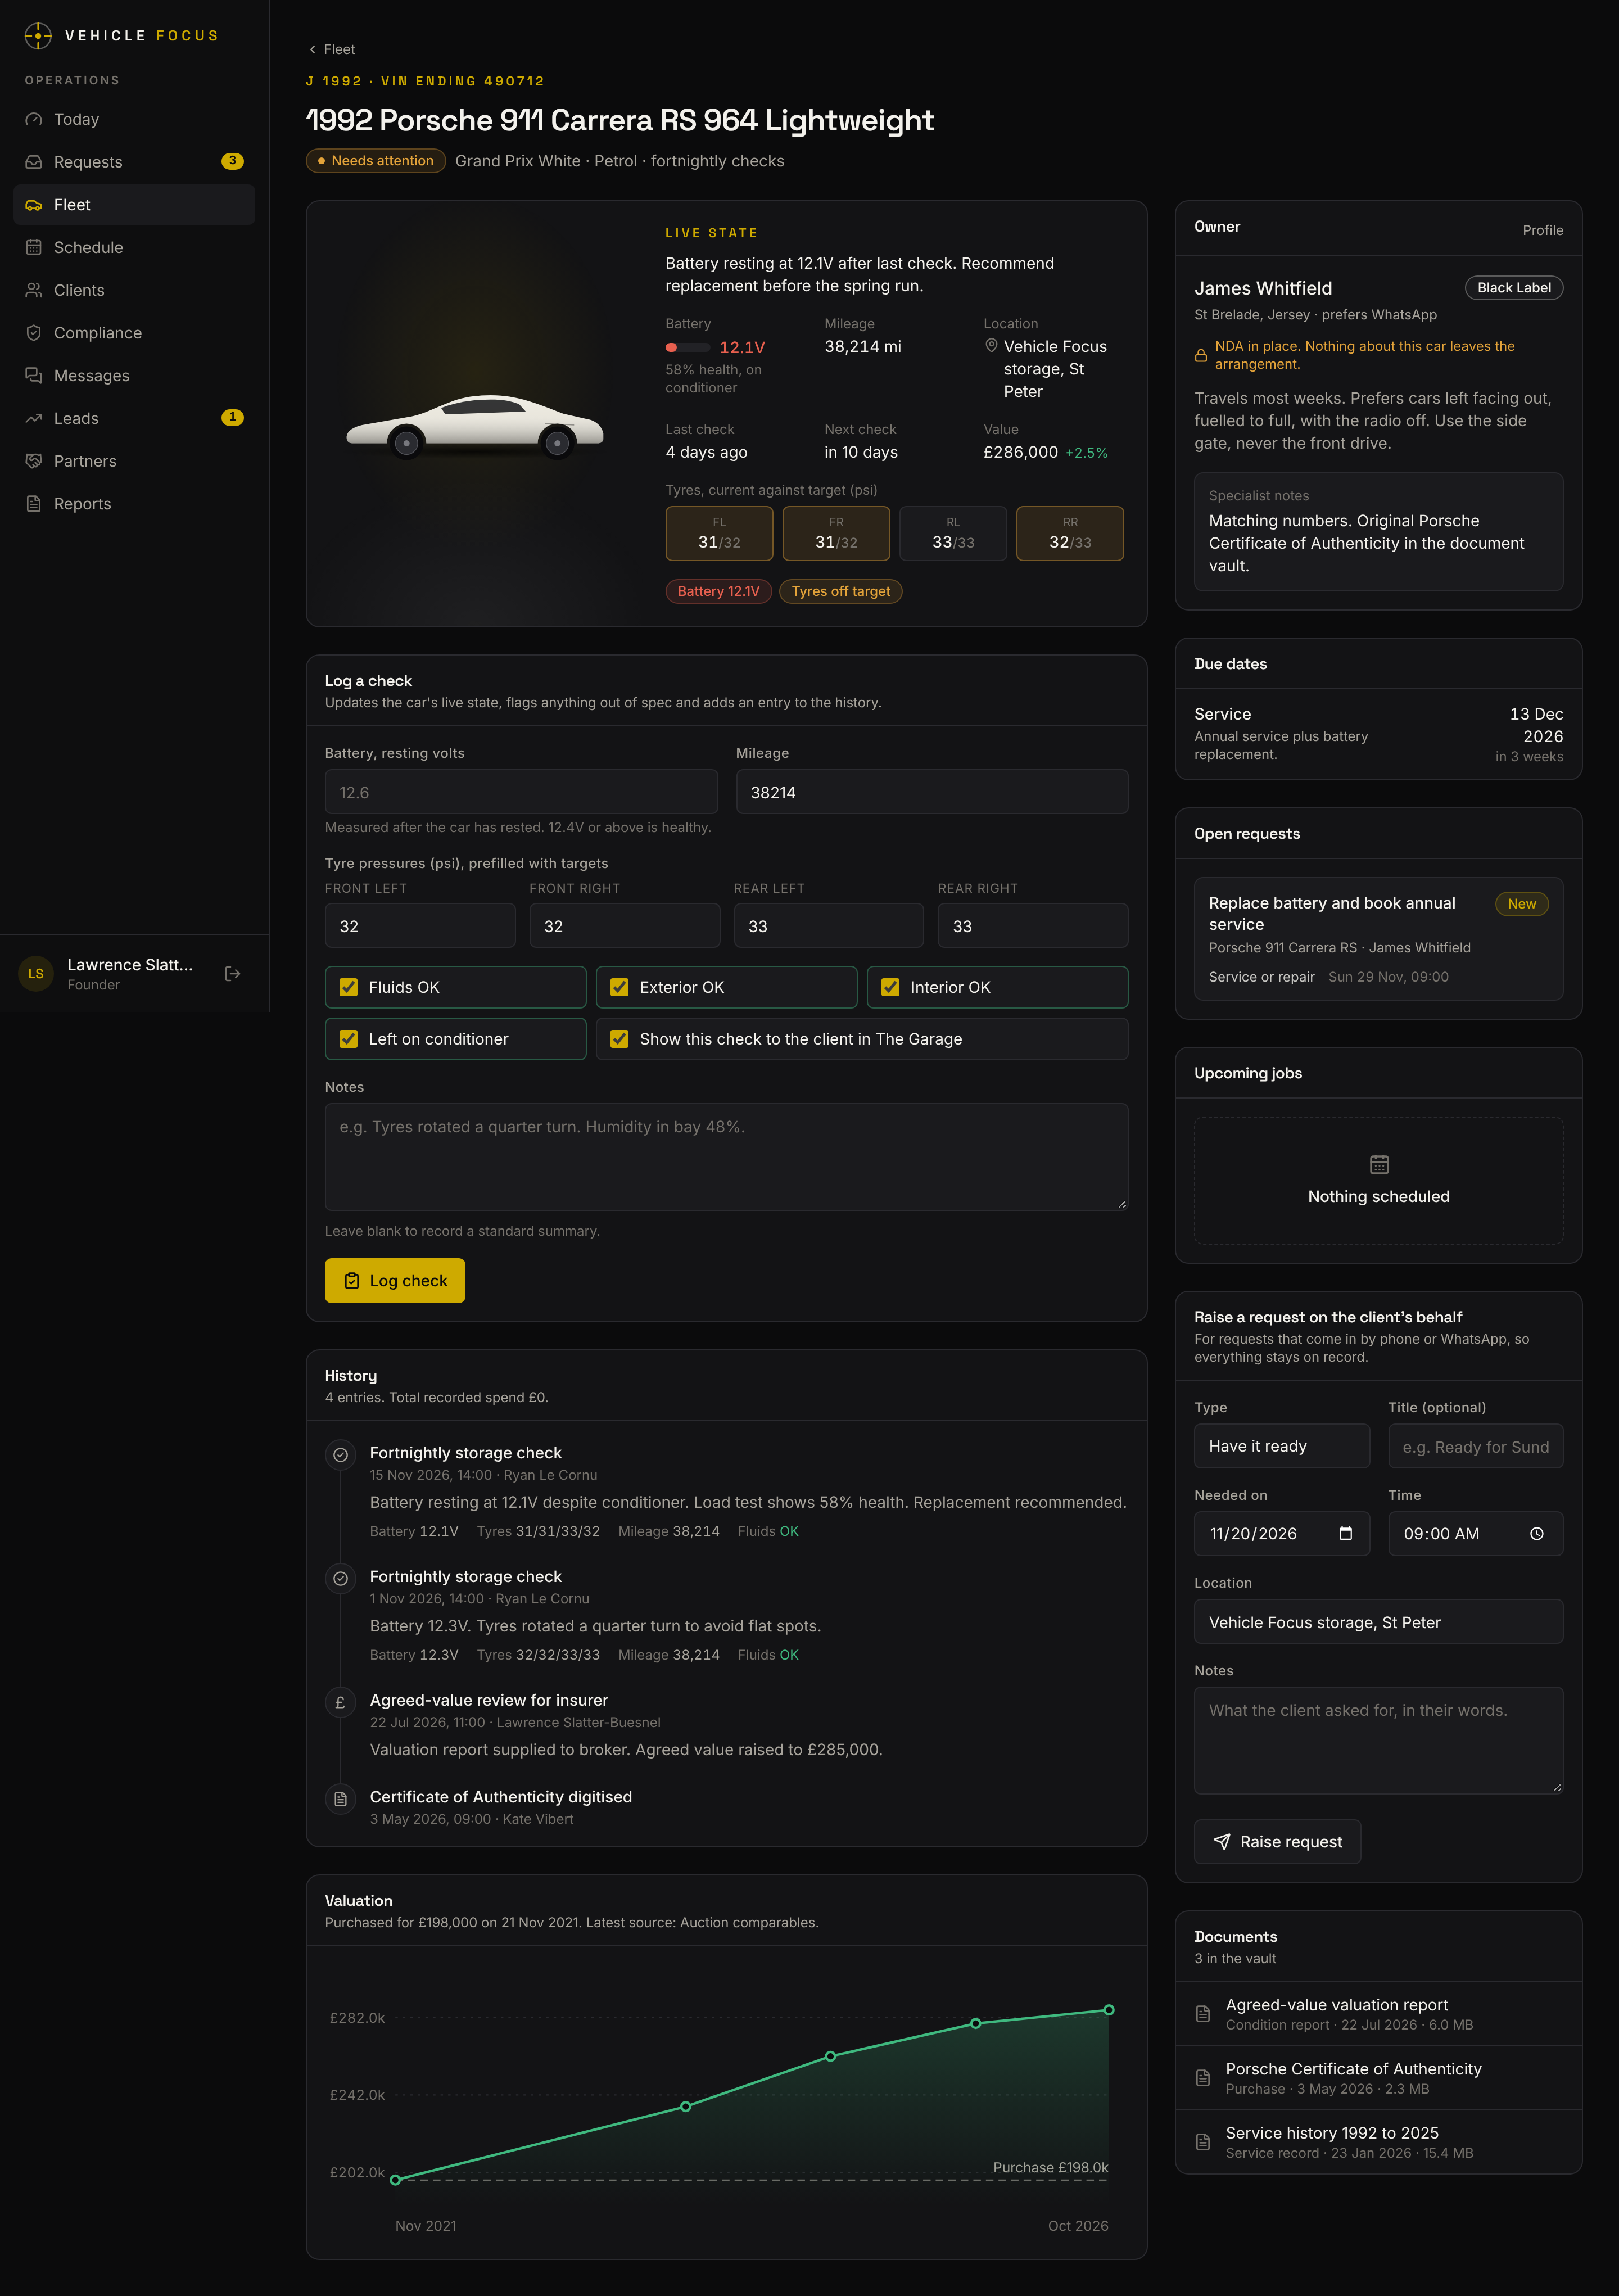 VEHICLE FOCUS
OPERATIONS
Today
Requests 3
Fleet
Schedule
Clients
Compliance
Messages
Leads 1
Partners
Reports
LS
Lawrence Slatt...
Founder
Fleet
J 1992 · VIN ENDING 490712
1992 Porsche 911 Carrera RS 964 Lightweight
Needs attention Grand Prix White · Petrol · fortnightly checks
LIVE STATE
Battery resting at 12.1V after last check. Recommend
replacement before the spring run.
Battery
12.1V
58% health, on
conditioner
Mileage
38,214 mi
Location
Vehicle Focus
storage, St
Peter
Last check
4 days ago
Next check
in 10 days
Value
£286,000 +2.5%
Tyres, current against target (psi)
FL
31/32
FR
31/32
RL
33/33
RR
32/33
Battery 12.1V
Tyres off target
Log a check
Updates the car's live state, flags anything out of spec and adds an entry to the history.
Battery, resting volts
12.6
Measured after the car has rested. 12.4V or above is healthy.
Mileage
38214
Tyre pressures (psi), prefilled with targets
FRONT LEFT
32
FRONT RIGHT
32
REAR LEFT
33
REAR RIGHT
33
Fluids OK
Exterior OK
Interior OK
Left on conditioner
Show this check to the client in The Garage
Notes
e.g. Tyres rotated a quarter turn. Humidity in bay 48%.
Leave blank to record a standard summary.
Log check
History
4 entries. Total recorded spend £0.
Fortnightly storage check
15 Nov 2026, 14:00 · Ryan Le Cornu
Battery resting at 12.1V despite conditioner. Load test shows 58% health. Replacement recommended.
Battery 12.1V Tyres 31/31/33/32 Mileage 38,214 Fluids OK
Fortnightly storage check
1 Nov 2026, 14:00 · Ryan Le Cornu
Battery 12.3V. Tyres rotated a quarter turn to avoid flat spots.
Battery 12.3V Tyres 32/32/33/33 Mileage 38,214 Fluids OK
£
Agreed-value review for insurer
22 Jul 2026, 11:00 · Lawrence Slatter-Buesnel
Valuation report supplied to broker. Agreed value raised to £285,000.
Certificate of Authenticity digitised
3 May 2026, 09:00 · Kate Vibert
Valuation
Purchased for £198,000 on 21 Nov 2021. Latest source: Auction comparables.
£282.0k
£242.0k
£202.0k
Purchase £198.0k
Nov 2021
Oct 2026
Owner
Profile
James Whitfield
Black Label
St Brelade, Jersey · prefers WhatsApp
NDA in place. Nothing about this car leaves the
arrangement.
Travels most weeks. Prefers cars left facing out,
fuelled to full, with the radio off. Use the side
gate, never the front drive.
Specialist notes
Matching numbers. Original Porsche
Certificate of Authenticity in the document
vault.
Due dates
Service
Annual service plus battery
replacement.
13 Dec
2026
in 3 weeks
Open requests
Replace battery and book annual
service
New
Porsche 911 Carrera RS · James Whitfield
Service or repair Sun 29 Nov, 09:00
Upcoming jobs
Nothing scheduled
Raise a request on the client's behalf
For requests that come in by phone or WhatsApp, so
everything stays on record.
Type
Have it ready
Title (optional)
e.g. Ready for Sund
Needed on
11/20/2026
Time
09:00 AM
Location
Vehicle Focus storage, St Peter
Notes
What the client asked for, in their words.
Raise request
Documents
3 in the vault
Agreed-value valuation report
Condition report · 22 Jul 2026 · 6.0 MB
Porsche Certificate of Authenticity
Purchase · 3 May 2026 · 2.3 MB
Service history 1992 to 2025
Service record · 23 Jan 2026 · 15.4 MB